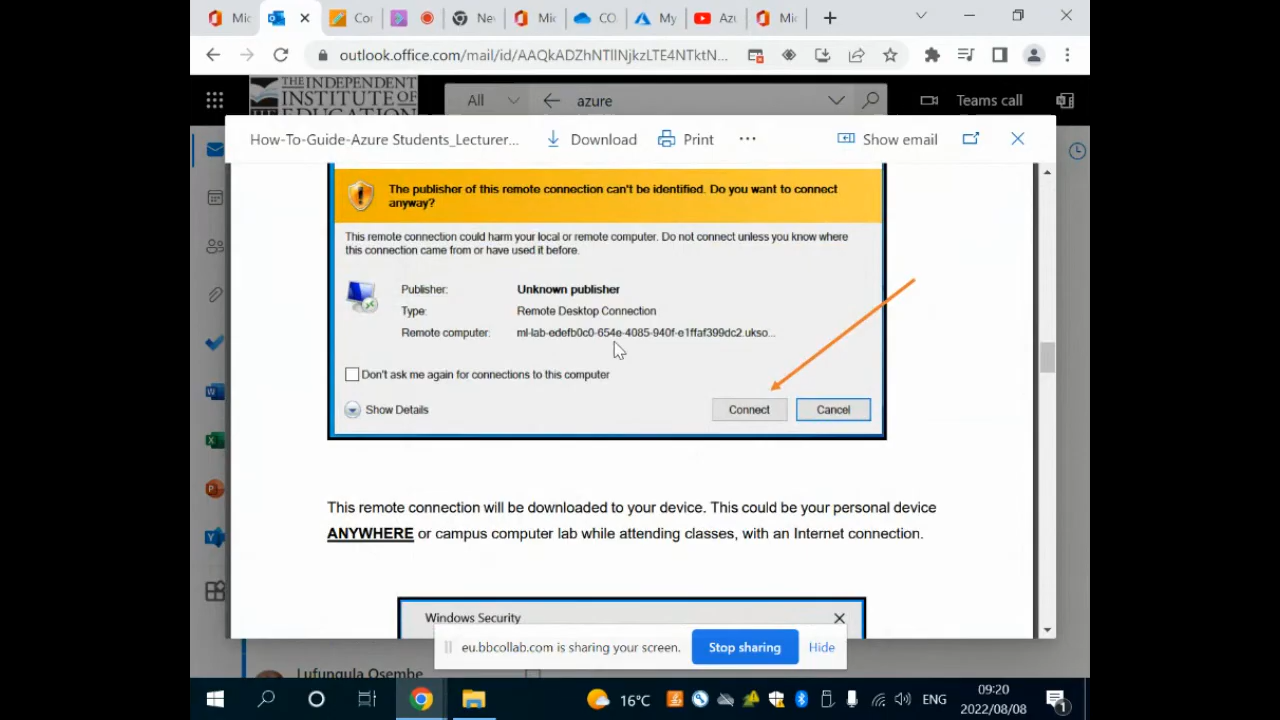 Mic
Cor
Ne
Mic
CO
My
Azu
Mic
outlook.office.com/mail/id/AAQkADZhNTllNjkzLTE4NTktN...
THE INDEPENDENT
INSTITUTE OF
EDUCATION
All
azure
Teams call
How-To-Guide-Azure Students_Lecturer...
Download
Print
Show email
The publisher of this remote connection can't be identified. Do you want to connect
anyway?
This remote connection could harm your local or remote computer. Do not connect unless you know where
this connection came from or have used it before.
Publisher: Unknown publisher
Type: Remote Desktop Connection
Remote computer: ml-lab-edefb0c0-654e-4085-940f-e1ffaf399dc2.ukso...
Don't ask me again for connections to this computer
Show Details
Connect
Cancel
This remote connection will be downloaded to your device. This could be your personal device
ANYWHERE or campus computer lab while attending classes, with an Internet connection.
Windows Security
eu.bbcollab.com is sharing your screen.
Stop sharing
Hide
Lufungula Osembe
16°C
ENG
09:20
2022/08/08
1